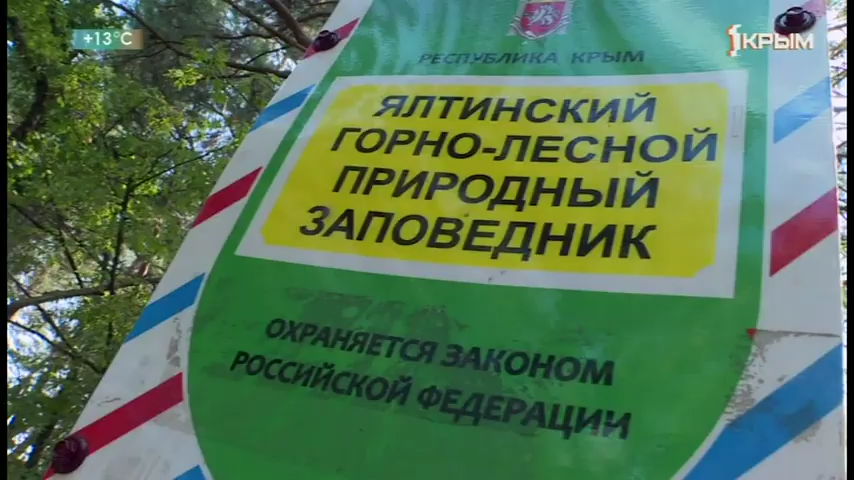 +13°C
1КРЫМ
РЕСПУБЛИКА КРЫМ
ЯЛТИНСКИЙ
ГОРНО-ЛЕСНОЙ
ПРИРОДНЫЙ
ЗАПОВЕДНИК
ОХРАНЯЕТСЯ ЗАКОНОМ
РОССИЙСКОЙ ФЕДЕРАЦИИ